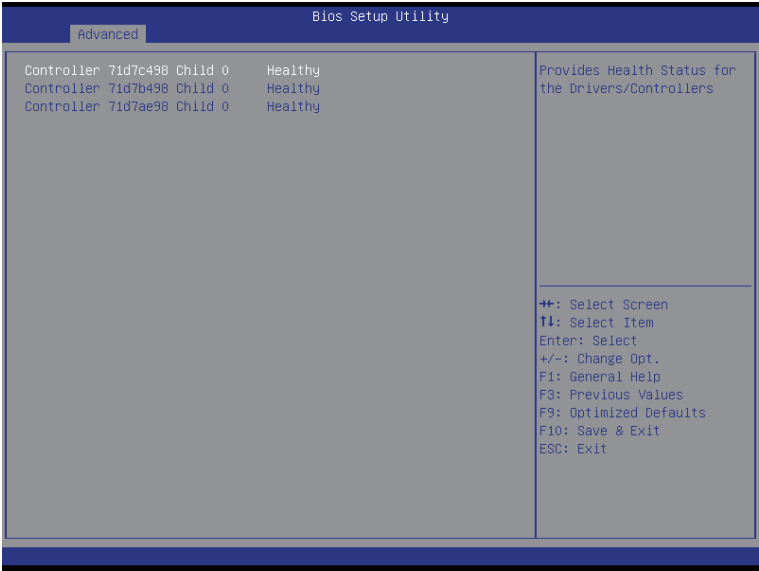 Bios Setup Utility
Advanced
Controller 71d7c498 Child 0 Healthy
Controller 71d7b498 Child 0 Healthy
Controller 71d7ae98 Child 0 Healthy
Provides Health Status for
the Drivers/Controllers
→←: Select Screen
↑↓: Select Item
Enter: Select
+/-: Change Opt.
F1: General Help
F3: Previous Values
F9: Optimized Defaults
F10: Save & Exit
ESC: Exit